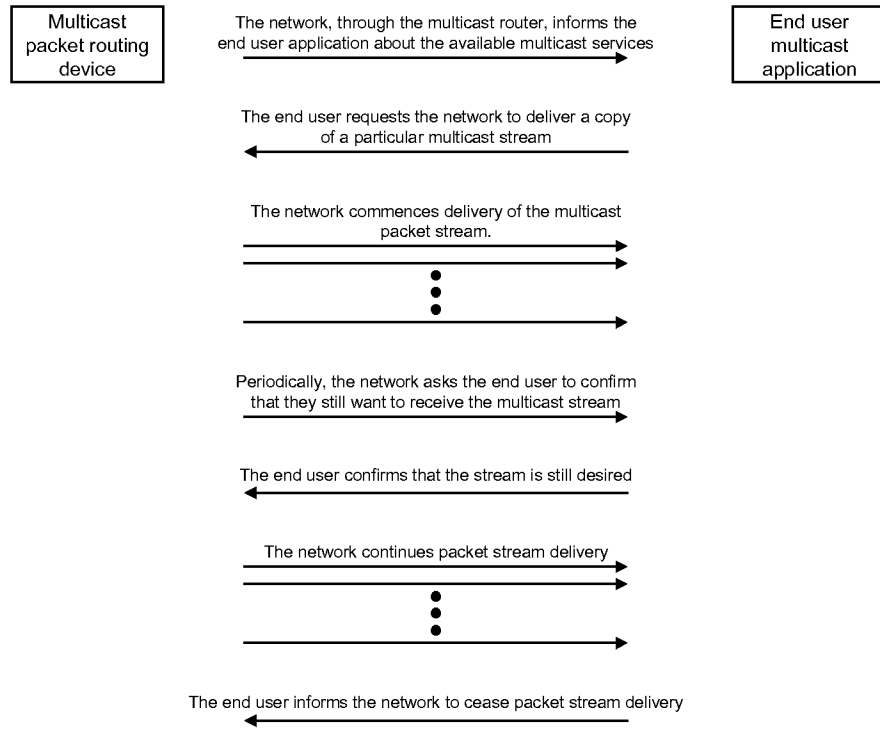 Multicast
packet routing
device
The network, through the multicast router, informs the
end user application about the available multicast services
End user
multicast
application
The end user requests the network to deliver a copy
of a particular multicast stream
The network commences delivery of the multicast
packet stream.
Periodically, the network asks the end user to confirm
that they still want to receive the multicast stream
The end user confirms that the stream is still desired
The network continues packet stream delivery
The end user informs the network to cease packet stream delivery